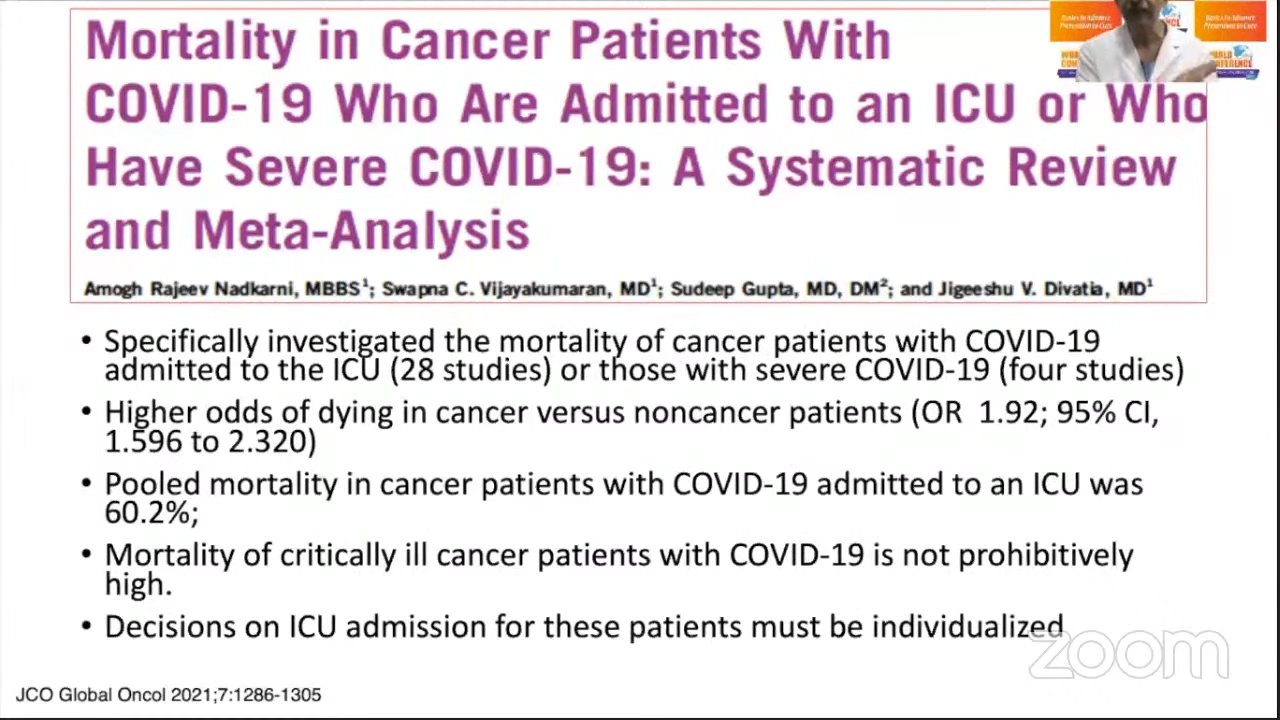 Mortality in Cancer Patients With
COVID-19 Who Are Admitted to an ICU or Who
Have Severe COVID-19: A Systematic Review
and Meta-Analysis
Amogh Rajeev Nadkarni, MBBS¹; Swapna C. Vijayakumaran, MD¹; Sudeep Gupta, MD, DM²; and Jigeeshu V. Divatia, MD¹
• Specifically investigated the mortality of cancer patients with COVID-19
admitted to the ICU (28 studies) or those with severe COVID-19 (four studies)
• Higher odds of dying in cancer versus noncancer patients (OR 1.92; 95% CI,
1.596 to 2.320)
• Pooled mortality in cancer patients with COVID-19 admitted to an ICU was
60.2%;
• Mortality of critically ill cancer patients with COVID-19 is not prohibitively
high.
• Decisions on ICU admission for these patients must be individualized
zoom
JCO Global Oncol 2021;7:1286-1305